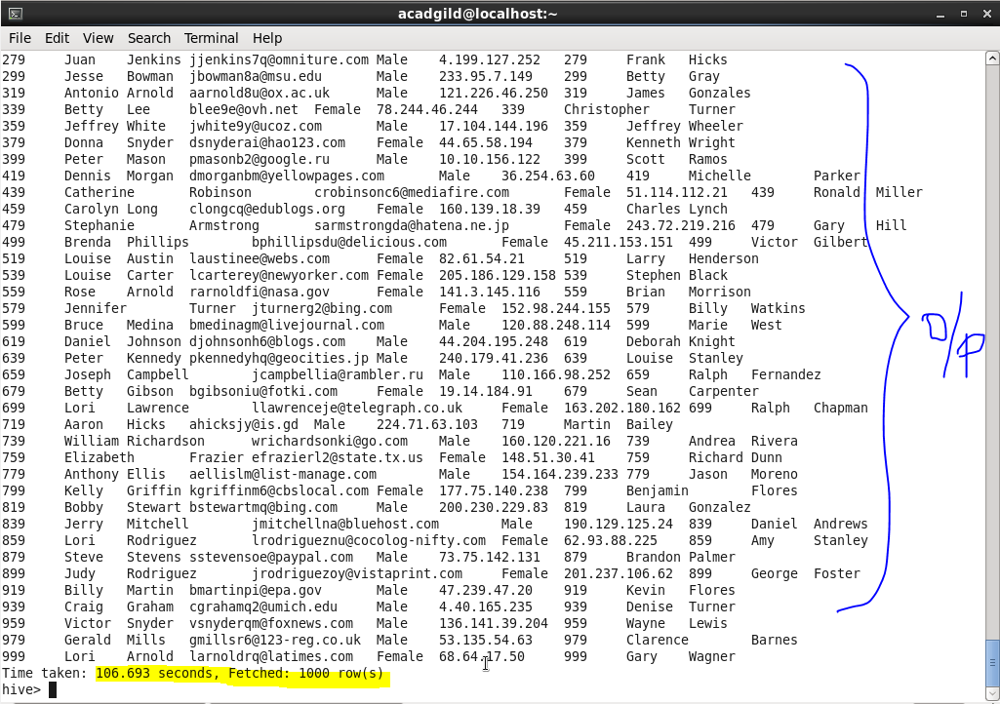 acadgild@localhost:~
File Edit View Search Terminal Help
279 Juan Jenkins jjenkins7q@omniture.com Male 4.199.127.252 279 Frank Hicks
299 Jesse Bowman jbowman8a@msu.edu Male 233.95.7.149 299 Betty Gray
319 Antonio Arnold aarnold8u@ox.ac.uk Male 121.226.46.250 319 James Gonzales
339 Betty Lee blee9e@ovh.net Female 78.244.46.244 339 Christopher Turner
359 Jeffrey White jwhite9y@ucoz.com Male 17.104.144.196 359 Jeffrey Wheeler
379 Donna Snyder dsnyderai@hao123.com Female 44.65.58.194 379 Kenneth Wright
399 Peter Mason pmasonb2@google.ru Male 10.10.156.122 399 Scott Ramos
419 Dennis Morgan dmorganbm@yellowpages.com Male 36.254.63.60 419 Michelle Parker
439 Catherine Robinson crobinsonc6@mediafire.com Female 51.114.112.21 439 Ronald Miller
459 Carolyn Long clongcq@edublogs.org Female 160.139.18.39 459 Charles Lynch
479 Stephanie Armstrong sarmstrongda@hatena.ne.jp Female 243.72.219.216 479 Gary Hill
499 Brenda Phillips bphillipsdu@delicious.com Female 45.211.153.151 499 Victor Gilbert
519 Louise Austin laustinee@webs.com Female 82.61.54.21 519 Larry Henderson
539 Louise Carter lcarterey@newyorker.com Female 205.186.129.158 539 Stephen Black
559 Rose Arnold rarnoldfi@nasa.gov Female 141.3.145.116 559 Brian Morrison
579 Jennifer Turner jturnerg2@bing.com Female 152.98.244.155 579 Billy Watkins
599 Bruce Medina bmedinagm@livejournal.com Male 120.88.248.114 599 Marie West
619 Daniel Johnson djohnsonh6@blogs.com Male 44.204.195.248 619 Deborah Knight
639 Peter Kennedy pkennedyhq@geocities.jp Male 240.179.41.236 639 Louise Stanley
659 Joseph Campbell jcampbellia@rambler.ru Male 110.166.98.252 659 Ralph Fernandez
679 Betty Gibson bgibsoniu@fotki.com Female 19.14.184.91 679 Sean Carpenter
699 Lori Lawrence llawrenceje@telegraph.co.uk Female 163.202.180.162 699 Ralph Chapman
719 Aaron Hicks ahicksjy@is.gd Male 224.71.63.103 719 Martin Bailey
739 William Richardson wrichardsonki@go.com Male 160.120.221.16 739 Andrea Rivera
759 Elizabeth Frazier efrazierl2@state.tx.us Female 148.51.30.41 759 Richard Dunn
779 Anthony Ellis aellislm@list-manage.com Male 154.164.239.233 779 Jason Moreno
799 Kelly Griffin kgriffinm6@cbslocal.com Female 177.75.140.238 799 Benjamin Flores
819 Bobby Stewart bstewartmq@bing.com Male 200.230.229.83 819 Laura Gonzalez
839 Jerry Mitchell jmitchellna@bluehost.com Male 190.129.125.24 839 Daniel Andrews
859 Lori Rodriguez lrodrigueznu@cocolog-nifty.com Female 62.93.88.225 859 Amy Stanley
879 Steve Stevens sstevensoe@paypal.com Male 73.75.142.131 879 Brandon Palmer
899 Judy Rodriguez jrodriguezoy@vistaprint.com Female 201.237.106.62 899 George Foster
919 Billy Martin bmartinpi@epa.gov Male 47.239.47.20 919 Kevin Flores
939 Craig Graham cgrahamq2@umich.edu Male 4.40.165.235 939 Denise Turner
959 Victor Snyder vsnyderqm@foxnews.com Male 136.141.39.204 959 Wayne Lewis
979 Gerald Mills gmillsr6@123-reg.co.uk Male 53.135.54.63 979 Clarence Barnes
999 Lori Arnold larnoldrq@latimes.com Female 68.64.17.50 999 Gary Wagner
Time taken: 106.693 seconds, Fetched: 1000 row(s)
hive>
O/P